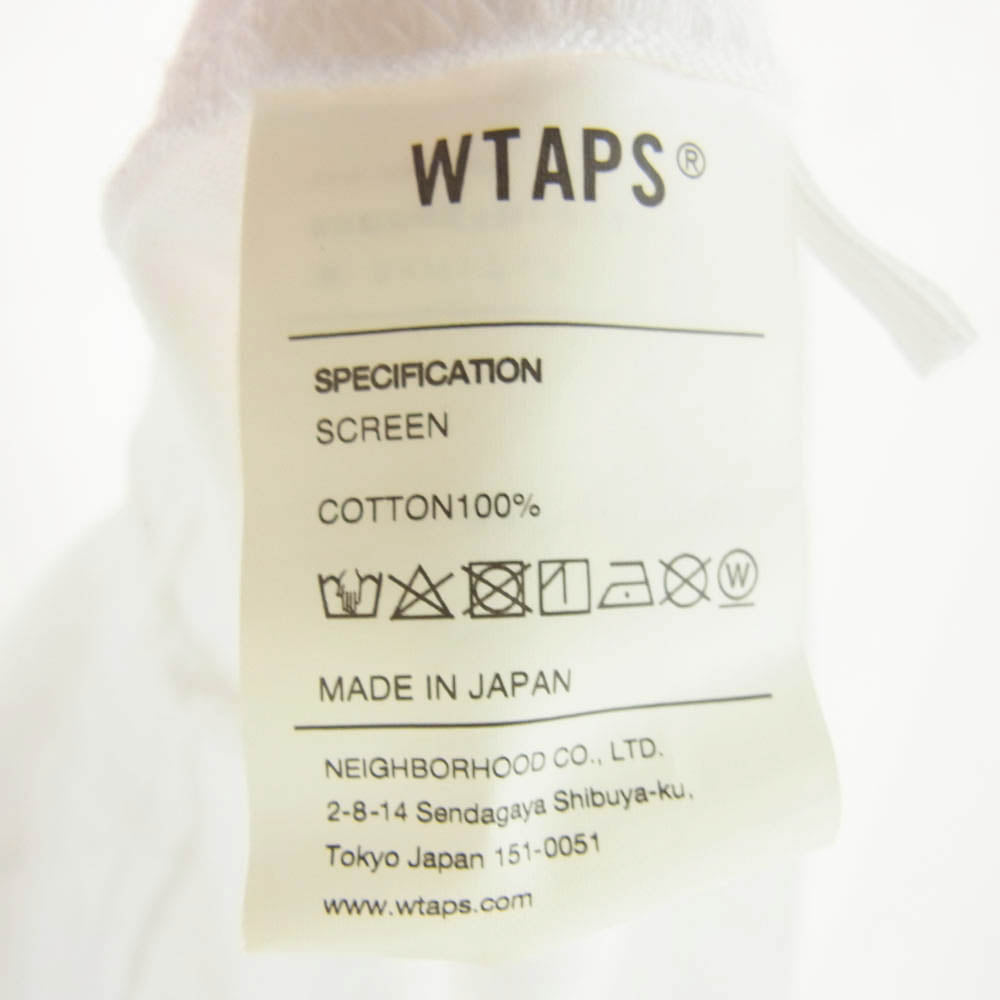 WTAPS®
SPECIFICATION
SCREEN
COTTON100%
W
MADE IN JAPAN
NEIGHBORHOOD CO., LTD.
2-8-14 Sendagaya Shibuya-ku,
Tokyo Japan 151-0051
www.wtaps.com